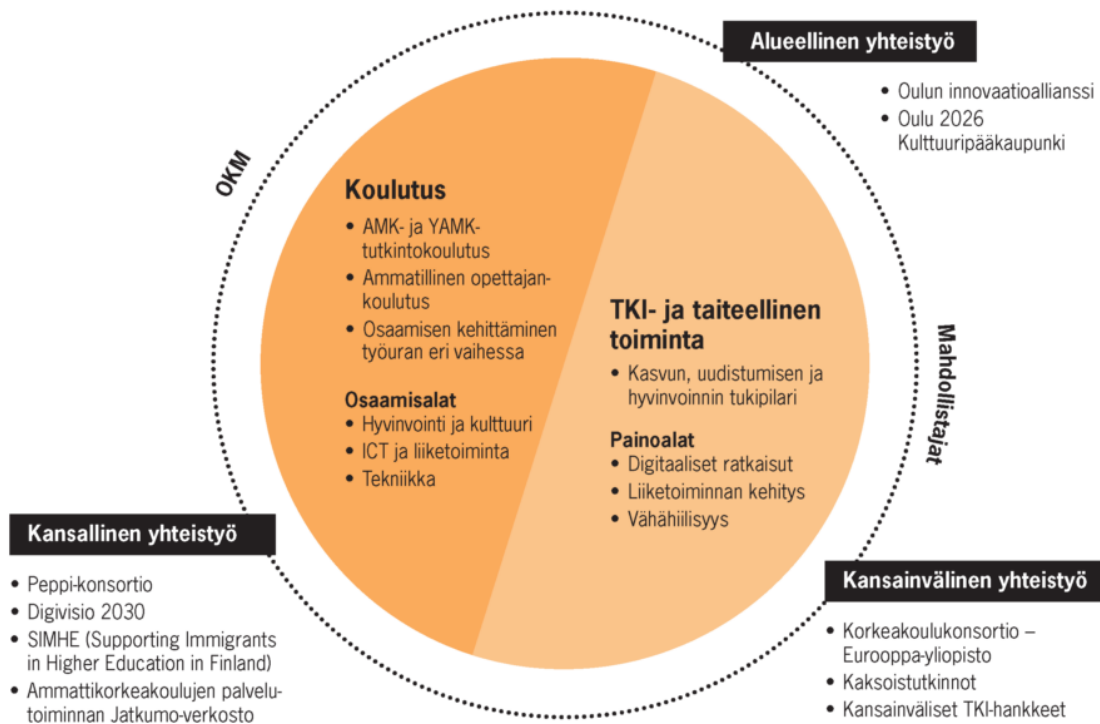 Alueellinen yhteistyö
• Oulun innovaatioallianssi
• Oulu 2026
Kulttuuripääkaupunki
OKM
Koulutus
• AMK- ja YAMK-
tutkintokoulutus
• Ammatillinen opettajan-
koulutus
• Osaamisen kehittäminen
työuran eri vaihessa
Osaamisalat
• Hyvinvointi ja kulttuuri
• ICT ja liiketoiminta
• Tekniikka
TKI- ja taiteellinen
toiminta
• Kasvun, uudistumisen ja
hyvinvoinnin tukipilari
Painoalat
• Digitaaliset ratkaisut
• Liiketoiminnan kehitys
• Vähähiilisyys
Mahdollistajat
Kansallinen yhteistyö
• Peppi-konsortio
• Digivisio 2030
• SIMHE (Supporting Immigrants
in Higher Education in Finland)
• Ammattikorkeakoulujen palvelu-
toiminnan Jatkumo-verkosto
Kansainvälinen yhteistyö
• Korkeakoulukonsortio –
Eurooppa-yliopisto
• Kaksoistutkinnot
• Kansainväliset TKI-hankkeet